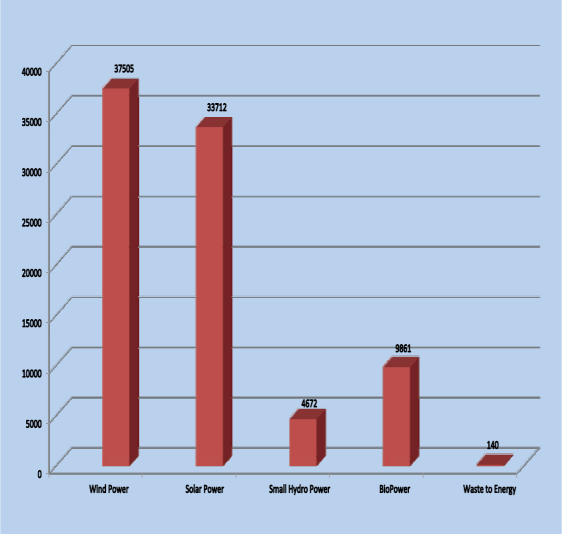 37505
33712
4672
9861
140
40000
35000
30000
25000
20000
15000
10000
5000
0
Wind Power
Solar Power
Small Hydro Power
BioPower
Waste to Energy